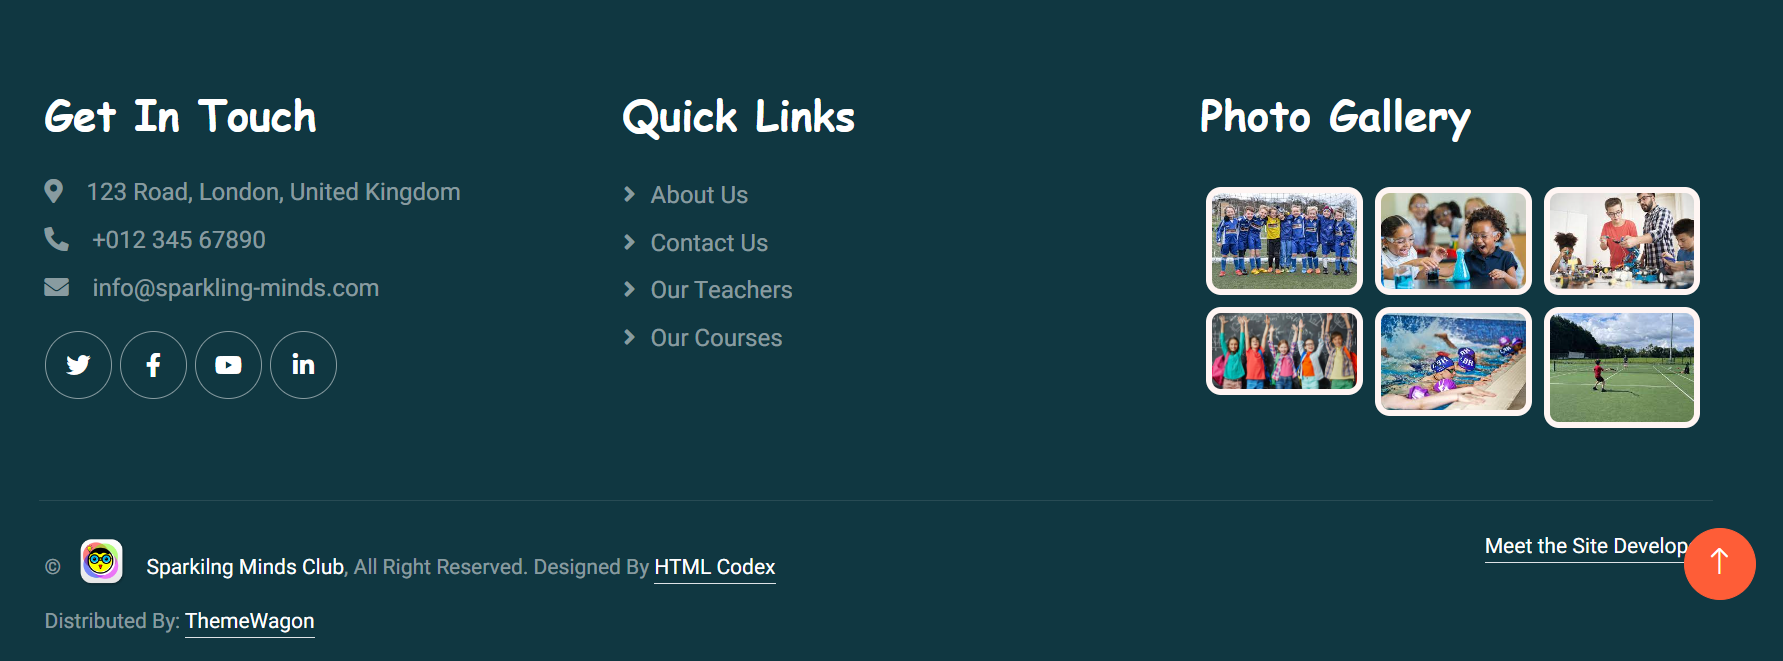 Get In Touch
123 Road, London, United Kingdom
+012 345 67890
info@sparkling-minds.com
Quick Links
About Us
Contact Us
Our Teachers
Our Courses
Photo Gallery
© Sparkilng Minds Club, All Right Reserved. Designed By HTML Codex
Distributed By: ThemeWagon
Meet the Site Develop